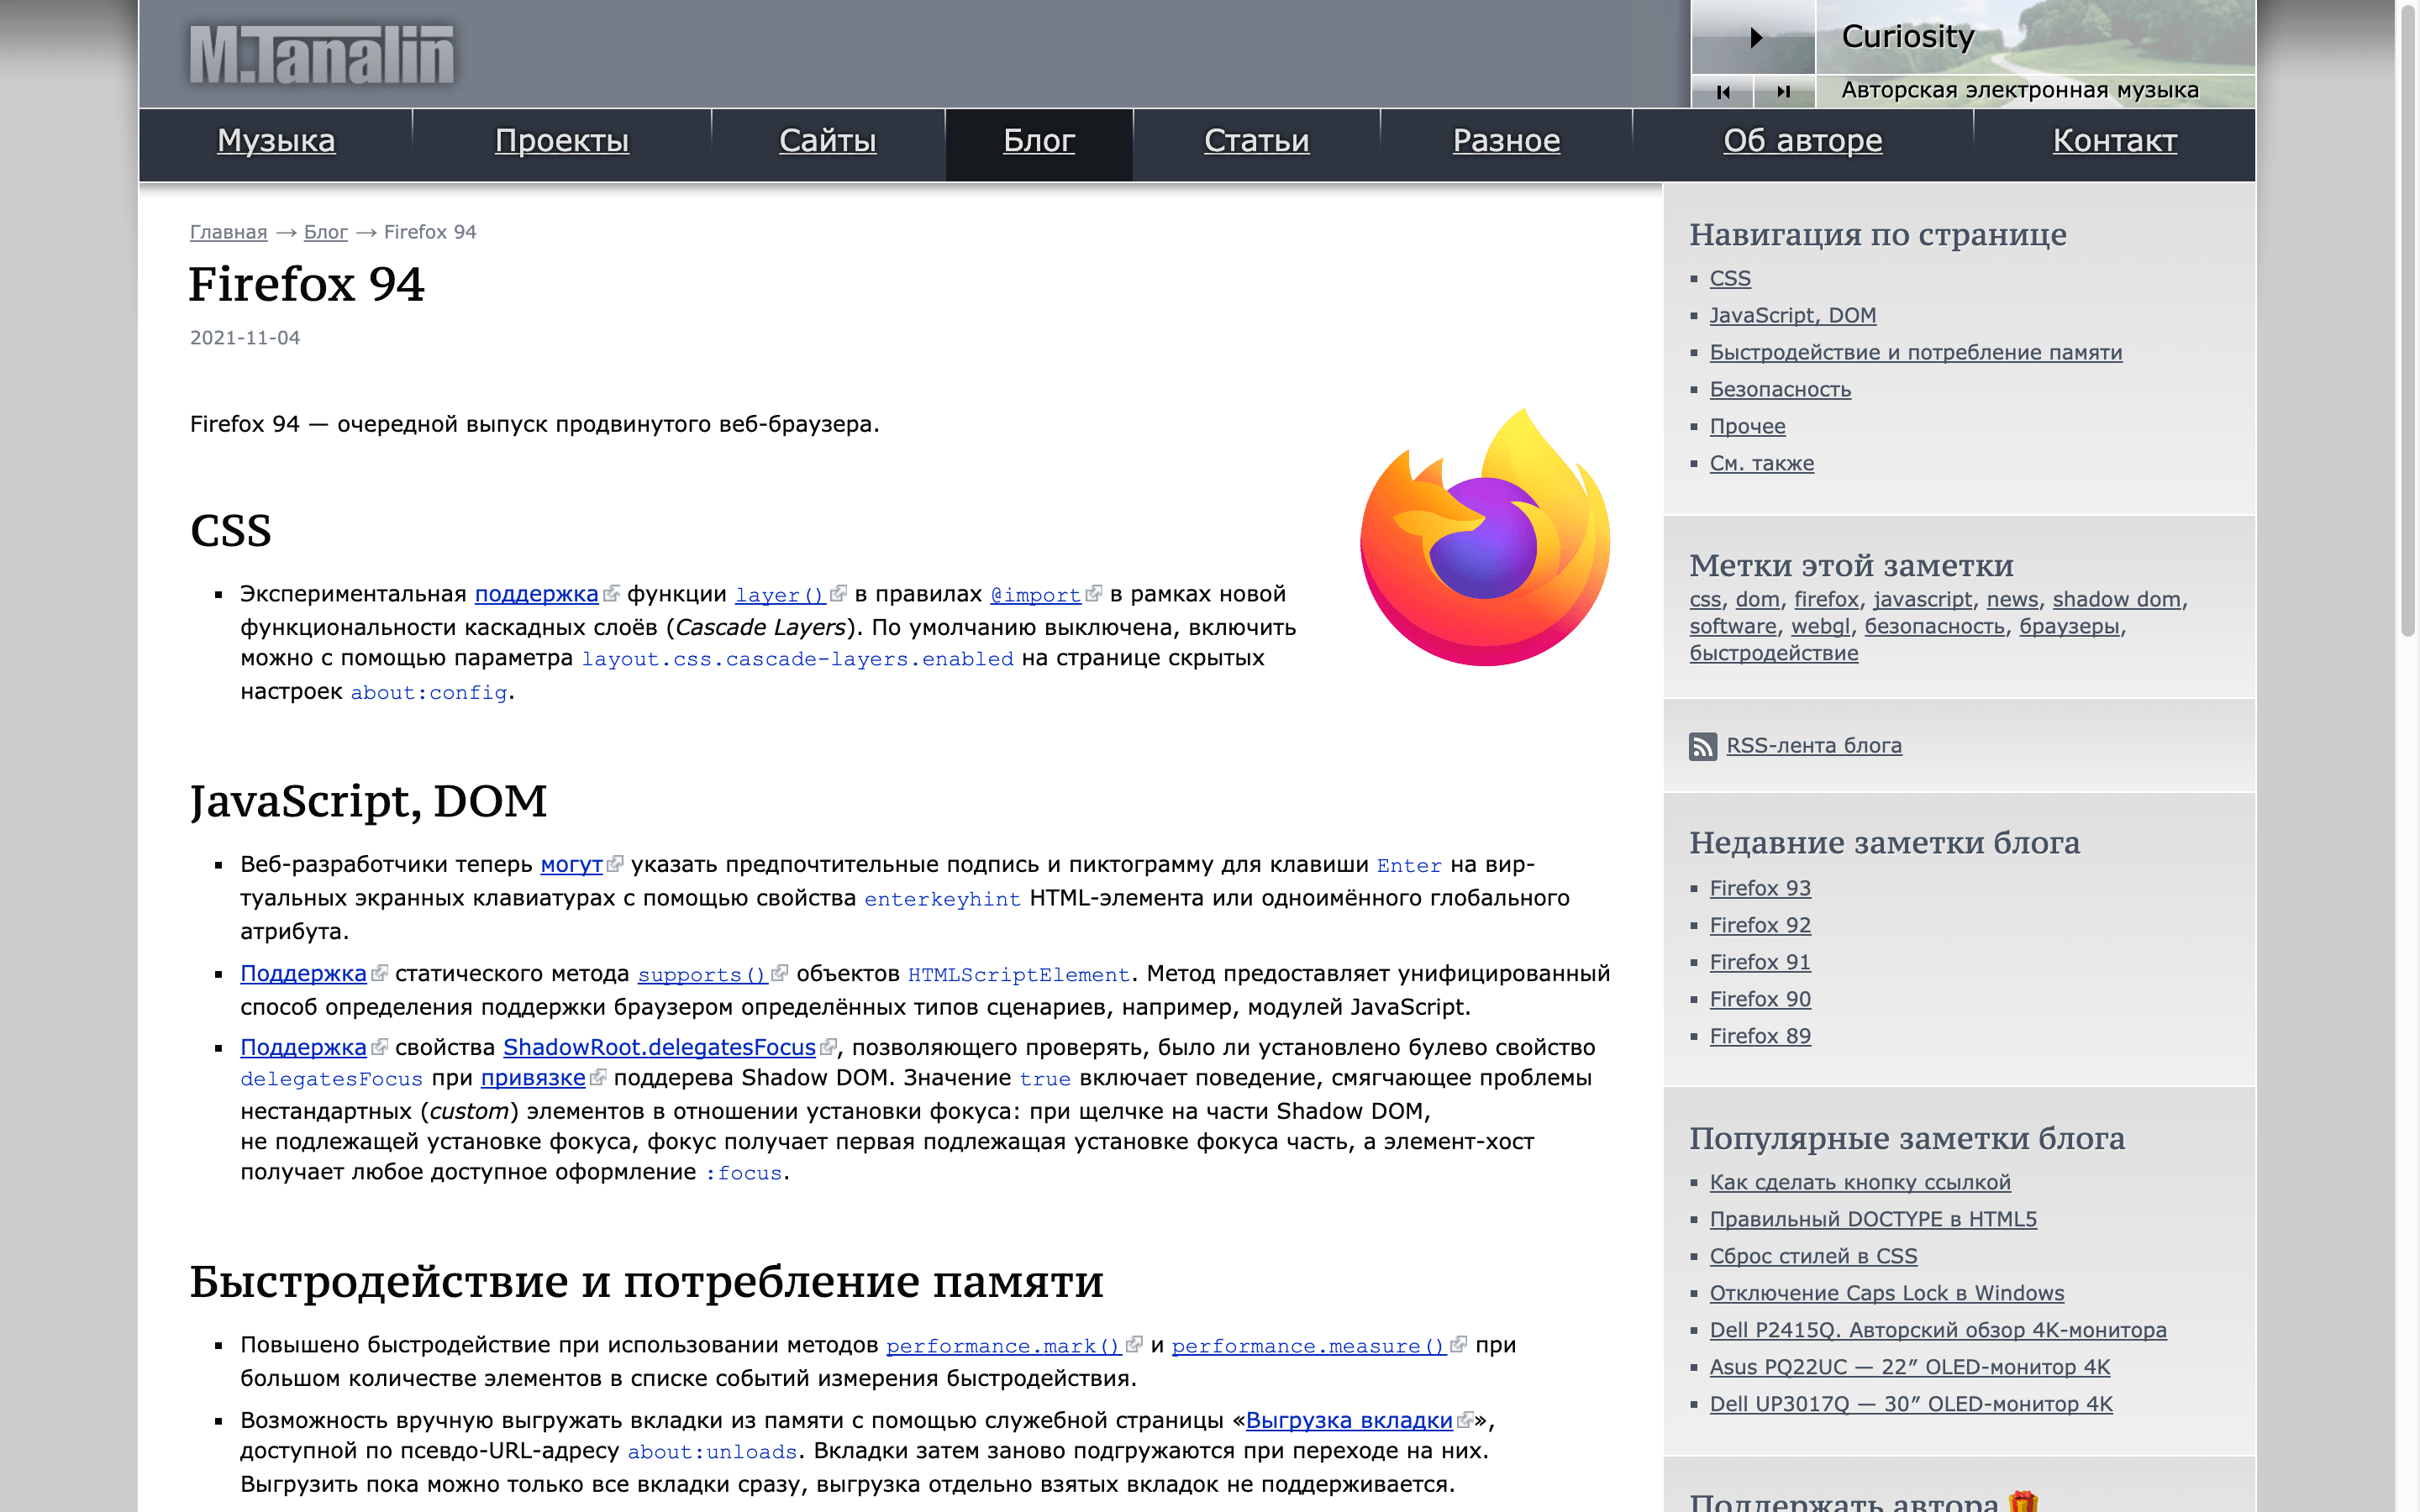 M.Tanalin
Curiosity
Авторская электронная музыка
Музыка Проекты Сайты Блог Статьи Разное Об авторе Контакт
Главная → Блог → Firefox 94
Firefox 94
2021-11-04
Firefox 94 — очередной выпуск продвинутого веб-браузера.
CSS
▪ Экспериментальная поддержка функции layer() в правилах @import в рамках новой
функциональности каскадных слоёв (Cascade Layers). По умолчанию выключена, включить
можно с помощью параметра layout.css.cascade-layers.enabled на странице скрытых
настроек about:config.
JavaScript, DOM
▪ Веб-разработчики теперь могут указать предпочтительные подпись и пиктограмму для клавиши Enter на вир-
туальных экранных клавиатурах с помощью свойства enterkeyhint HTML-элемента или одноимённого глобального
атрибута.
▪ Поддержка статического метода supports() объектов HTMLScriptElement. Метод предоставляет унифицированный
способ определения поддержки браузером определённых типов сценариев, например, модулей JavaScript.
▪ Поддержка свойства ShadowRoot.delegatesFocus, позволяющего проверять, было ли установлено булево свойство
delegatesFocus при привязке поддерева Shadow DOM. Значение true включает поведение, смягчающее проблемы
нестандартных (custom) элементов в отношении установки фокуса: при щелчке на части Shadow DOM,
не подлежащей установке фокуса, фокус получает первая подлежащая установке фокуса часть, а элемент-хост
получает любое доступное оформление :focus.
Быстродействие и потребление памяти
▪ Повышено быстродействие при использовании методов performance.mark() и performance.measure() при
большом количестве элементов в списке событий измерения быстродействия.
▪ Возможность вручную выгружать вкладки из памяти с помощью служебной страницы «Выгрузка вкладки»,
доступной по псевдо-URL-адресу about:unloads. Вкладки затем заново подгружаются при переходе на них.
Выгрузить пока можно только все вкладки сразу, выгрузка отдельно взятых вкладок не поддерживается.
Навигация по странице
▪ CSS
▪ JavaScript, DOM
▪ Быстродействие и потребление памяти
▪ Безопасность
▪ Прочее
▪ См. также
Метки этой заметки
css, dom, firefox, javascript, news, shadow dom,
software, webgl, безопасность, браузеры,
быстродействие
RSS-лента блога
Недавние заметки блога
▪ Firefox 93
▪ Firefox 92
▪ Firefox 91
▪ Firefox 90
▪ Firefox 89
Популярные заметки блога
▪ Как сделать кнопку ссылкой
▪ Правильный DOCTYPE в HTML5
▪ Сброс стилей в CSS
▪ Отключение Caps Lock в Windows
▪ Dell P2415Q. Авторский обзор 4K-монитора
▪ Asus PQ22UC — 22″ OLED-монитор 4K
▪ Dell UP3017Q — 30″ OLED-монитор 4K
Поддержать автора